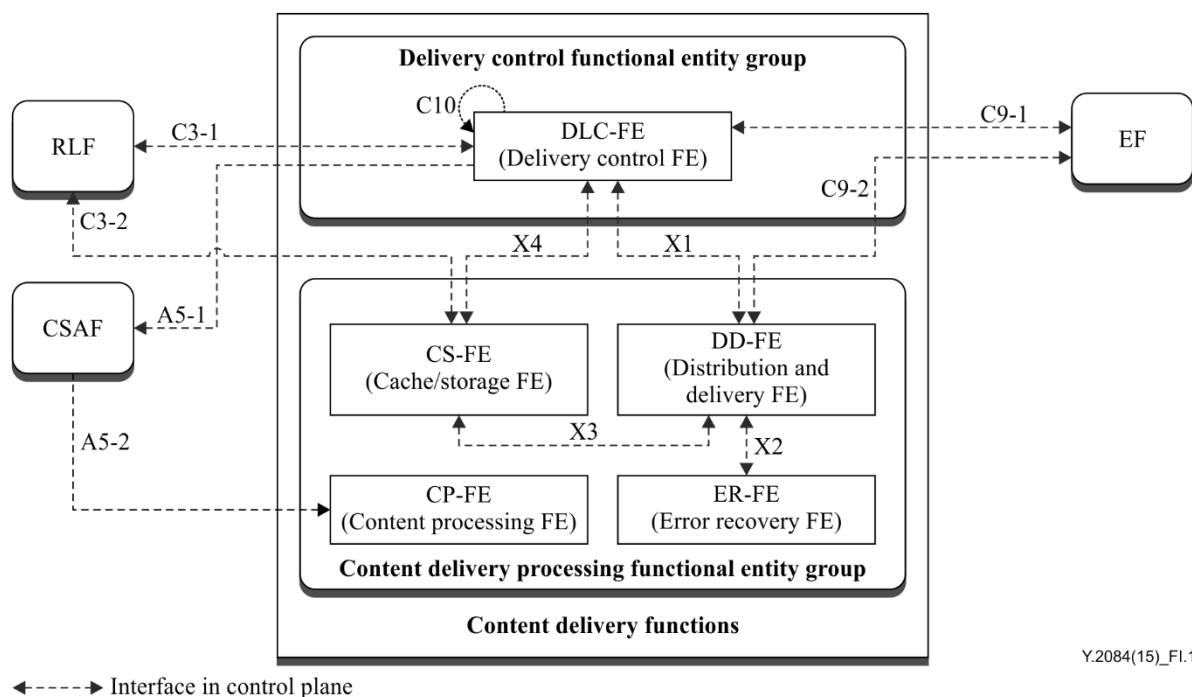 Delivery control functional entity group
C10
C3-1
C9-1
RLF
DLC-FE
(Delivery control FE)
EF
C9-2
C3-2
X4
X1
CSAF
A5-1
CS-FE
(Cache/storage FE)
DD-FE
(Distribution and
delivery FE)
X3
X2
A5-2
CP-FE
(Content processing FE)
ER-FE
(Error recovery FE)
Content delivery processing functional entity group
Content delivery functions
Y.2084(15)_FI.1
Interface in control plane